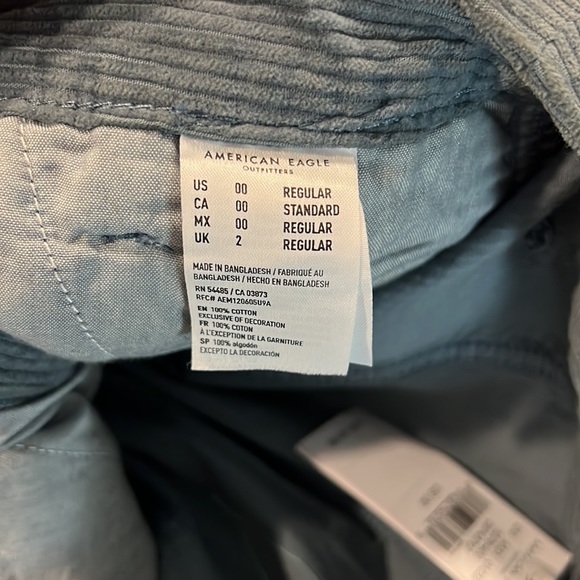 AMERICAN EAGLE
OUTFITTERS
US 00 REGULAR
CA 00 STANDARD
MX 00 REGULAR
UK 2 REGULAR
MADE IN BANGLADESH / FABRIQUÉ AU
BANGLADESH / HECHO EN BANGLADESH
RN 54485 / CA 03873
RFC# AEM120605U9A
EN 100% COTTON
EXCLUSIVE OF DECORATION
FR 100% COTON
À L'EXCEPTION DE LA GARNITURE
SP 100% algodón
EXCEPTO LA DECORACIÓN